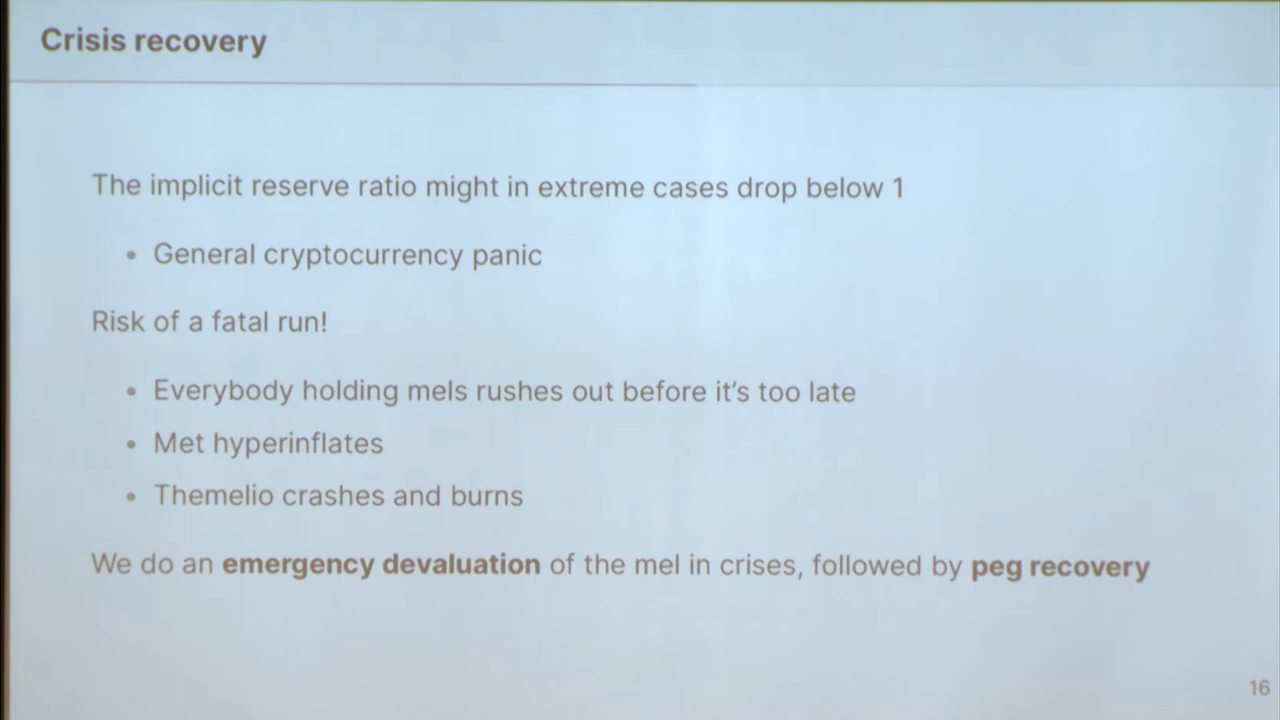 Crisis recovery
The implicit reserve ratio might in extreme cases drop below 1
• General cryptocurrency panic
Risk of a fatal run!
• Everybody holding mels rushes out before it's too late
• Met hyperinflates
• Themelio crashes and burns
We do an emergency devaluation of the mel in crises, followed by peg recovery
16